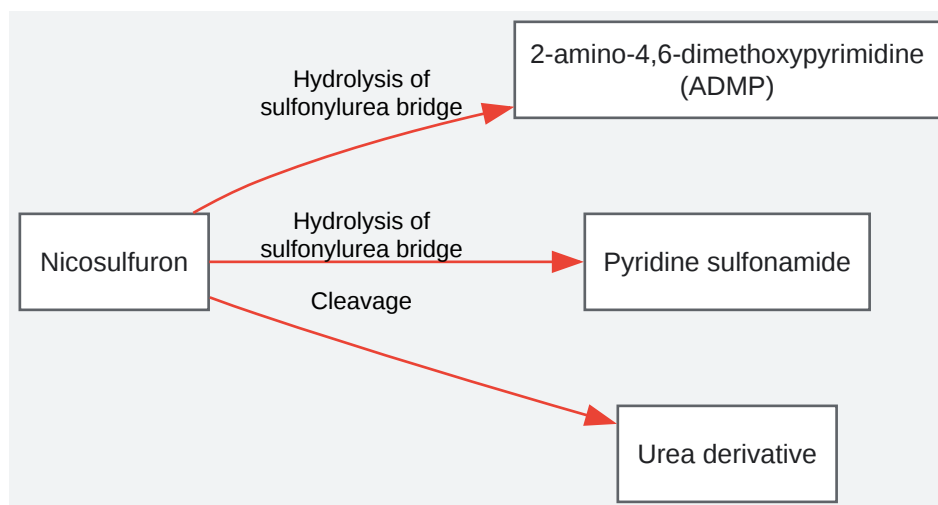 2-amino-4,6-dimethoxypyrimidine
(ADMP)
Hydrolysis of
sulfonylurea bridge
Nicosulfuron
Hydrolysis of
sulfonylurea bridge
Pyridine sulfonamide
Cleavage
Urea derivative